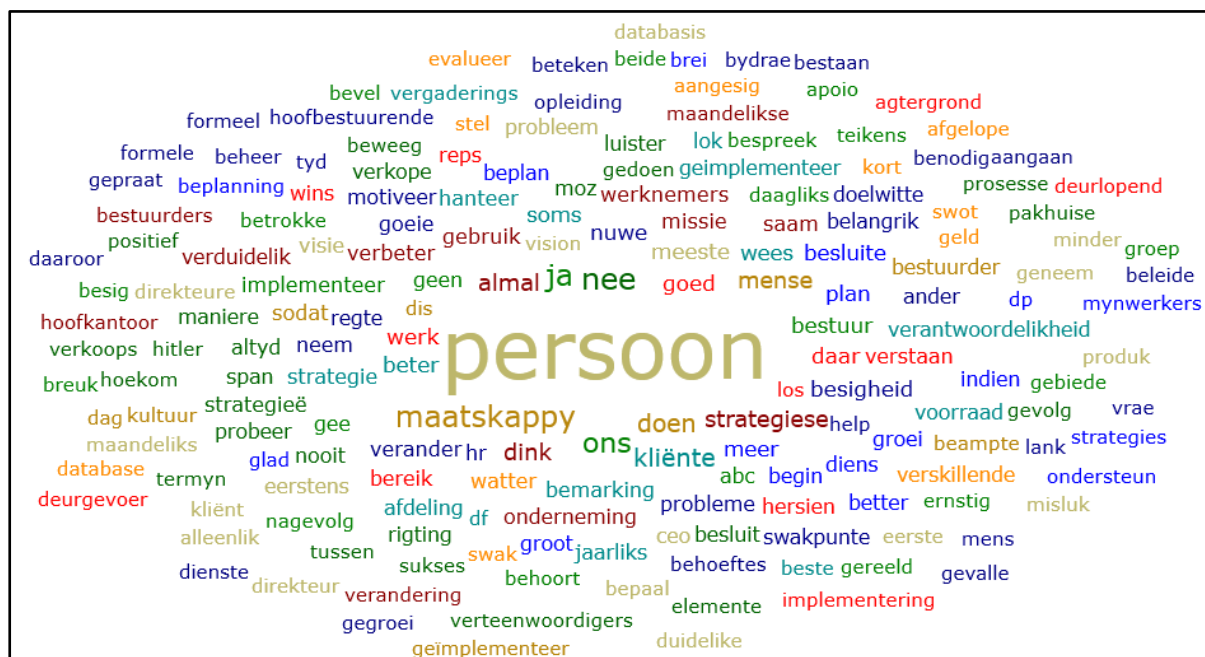 databasis
evalueer beteken beide brei bydrae bestaan
bevel vergaderings opleiding aangesig apoio
formeel hoofbestuurende stel probleem maandelikse agtergrond
beweeg reps luister lok bespreek teikens afgelope
formele beheer tyd verkope beplan gedoen geimplementeer kort benodig aangaan
gepraat beplanning wins motiveer hanteer moz werknemers daagliks doelwitte prosesse deurlopend
bestuurders betrokke goeie soms missie saam belangrik swot pakhuise
positief visie gebruik vision nuwe geld minder
daaroor verduidelik verbeter meeste wees besluite groep
besig direkteure implementeer geen almal ja nee goed mense bestuurder geneem beleide
hoofkantoor maniere sodat regte dis plan ander dp mynwerkers
verkoops hitler altyd neem werk persoon bestuur verantwoordelikheid
breuk hoekom span strategie beter daar verstaan produk
los besigheid indien gebiede
dag kultuur strategieë gee maatskappy doen strategiese help voorraad gevolg vrae
maandeliks probeer ons groei beampte lank strategies
database termyn glad nooit verander hr dink kliënte meer diens
deurgevoer eerstens bereik watter bemarking abc begin verskillende ondersteun
kliënt nagevolg afdeling df onderneming probleme hersien better ernstig misluk
alleenlik rigting ceo besluit swakpunte eerste mens
tussen sukses swak groot jaarliks
dienste direkteur behoort behoeftes beste gereeld gevalle
verandering bepaal implementering
gegroei verteenwoordigers elemente
geïmplementeer duidelike